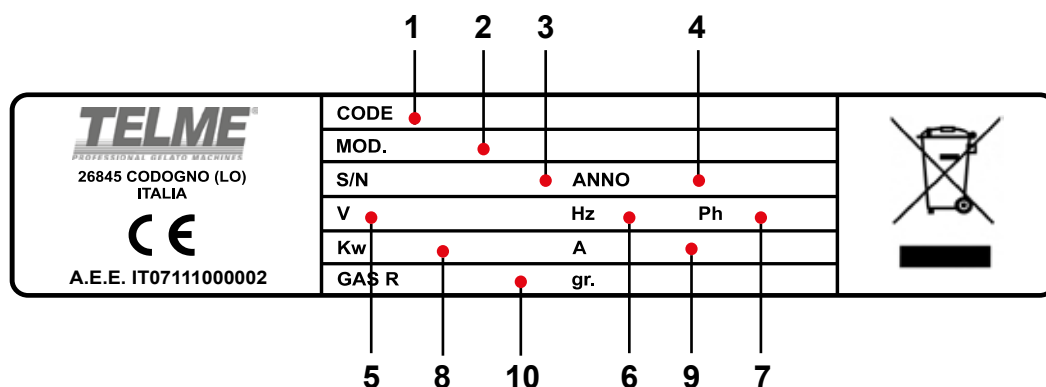 1 2 3 4
TELME®
PROFESSIONAL GELATO MACHINES
26845 CODOGNO (LO)
ITALIA
CE
A.E.E. IT07111000002
CODE
MOD.
S/N ANNO
V Hz Ph
Kw A
GAS R gr.
5 8 10 6 9 7